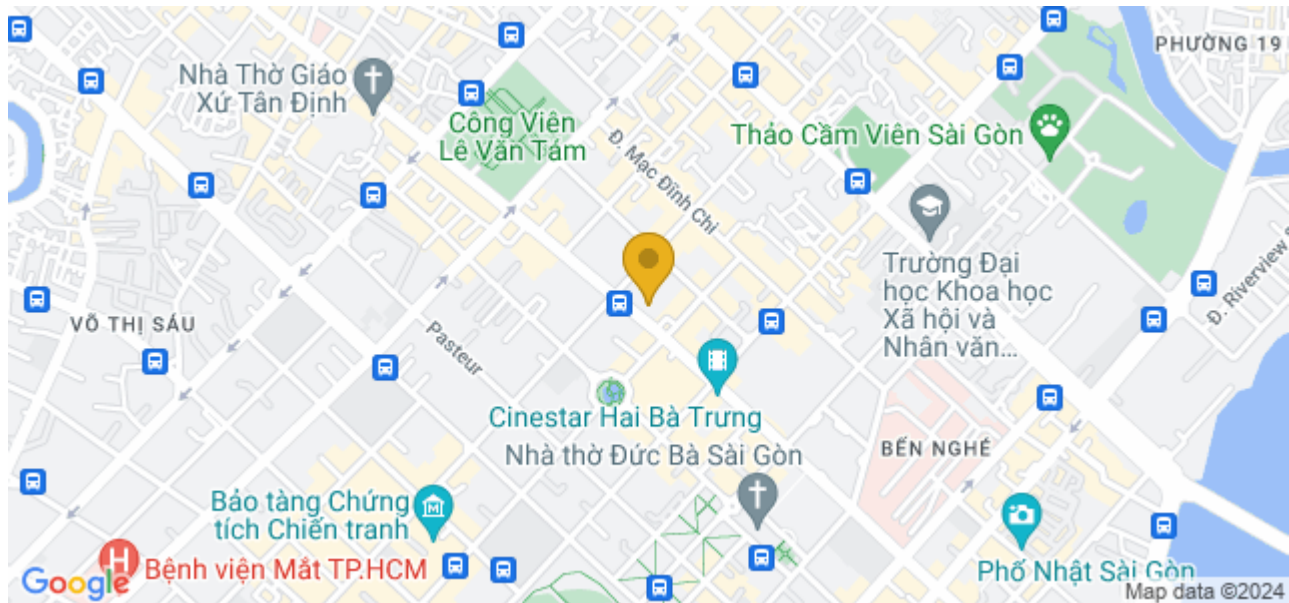 PHƯỜNG 19
Nhà Thờ Giáo
Xứ Tân Định
Công Viên
Lê Văn Tám
Thảo Cầm Viên Sài Gòn
Đ. Mạc Đĩnh Chi
Trường Đại
học Khoa học
Xã hội và
Nhân văn...
Đ. Riverview
VÕ THỊ SÁU
Pasteur
Cinestar Hai Bà Trưng
Nhà thờ Đức Bà Sài Gòn
BẾN NGHÉ
Bảo tàng Chứng
tích Chiến tranh
H
Bệnh viện Mắt TP.HCM
Phố Nhật Sài Gòn
Google
Map data ©2024